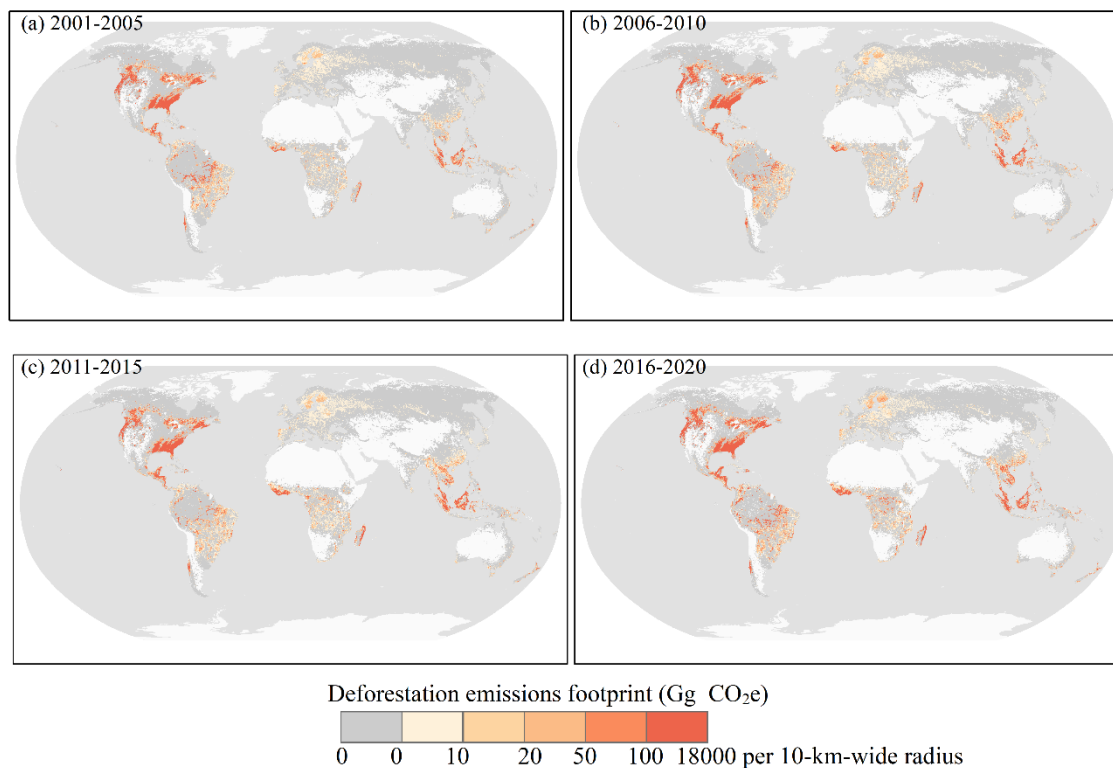 (a) 2001-2005
(b) 2006-2010
(c) 2011-2015
(d) 2016-2020
Deforestation emissions footprint (Gg CO₂e)
0 0 10 20 50 100 18000 per 10-km-wide radius